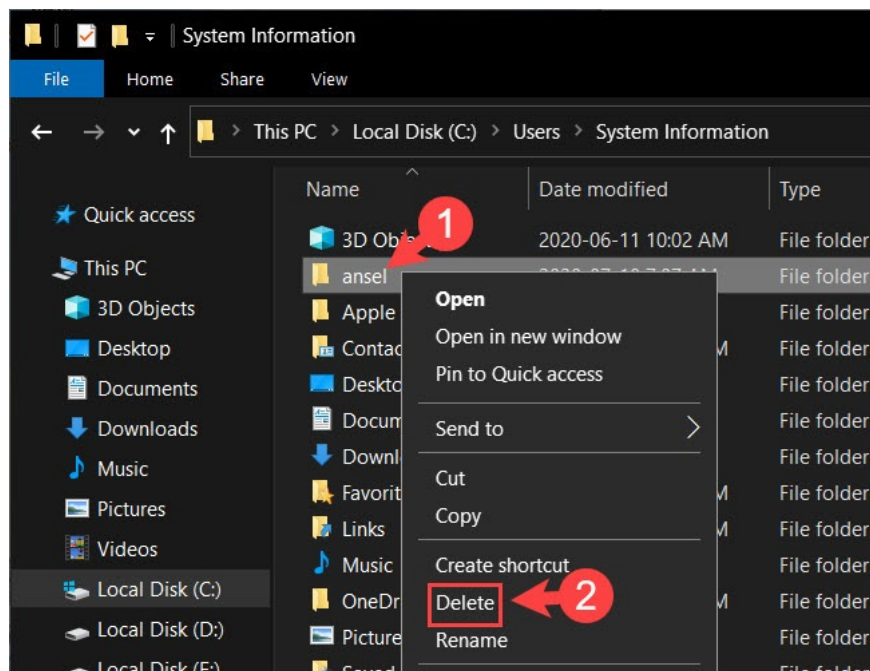 System Information
File Home Share View
This PC > Local Disk (C:) > Users > System Information
Name Date modified Type
Quick access
This PC
3D Objects
Desktop
Documents
Downloads
Music
Pictures
Videos
Local Disk (C:)
Local Disk (D:)
3D Ob 2020-06-11 10:02 AM File folder
ansel File folder
Apple File folder
Contac M File folder
Deskto File folder
Docum File folder
Downl File folder
Favorit M File folder
Links M File folder
Music File folder
OneDr M File folder
Picture File folder
1
Open
Open in new window
Pin to Quick access
Send to
Cut
Copy
Create shortcut
Delete
2
Rename